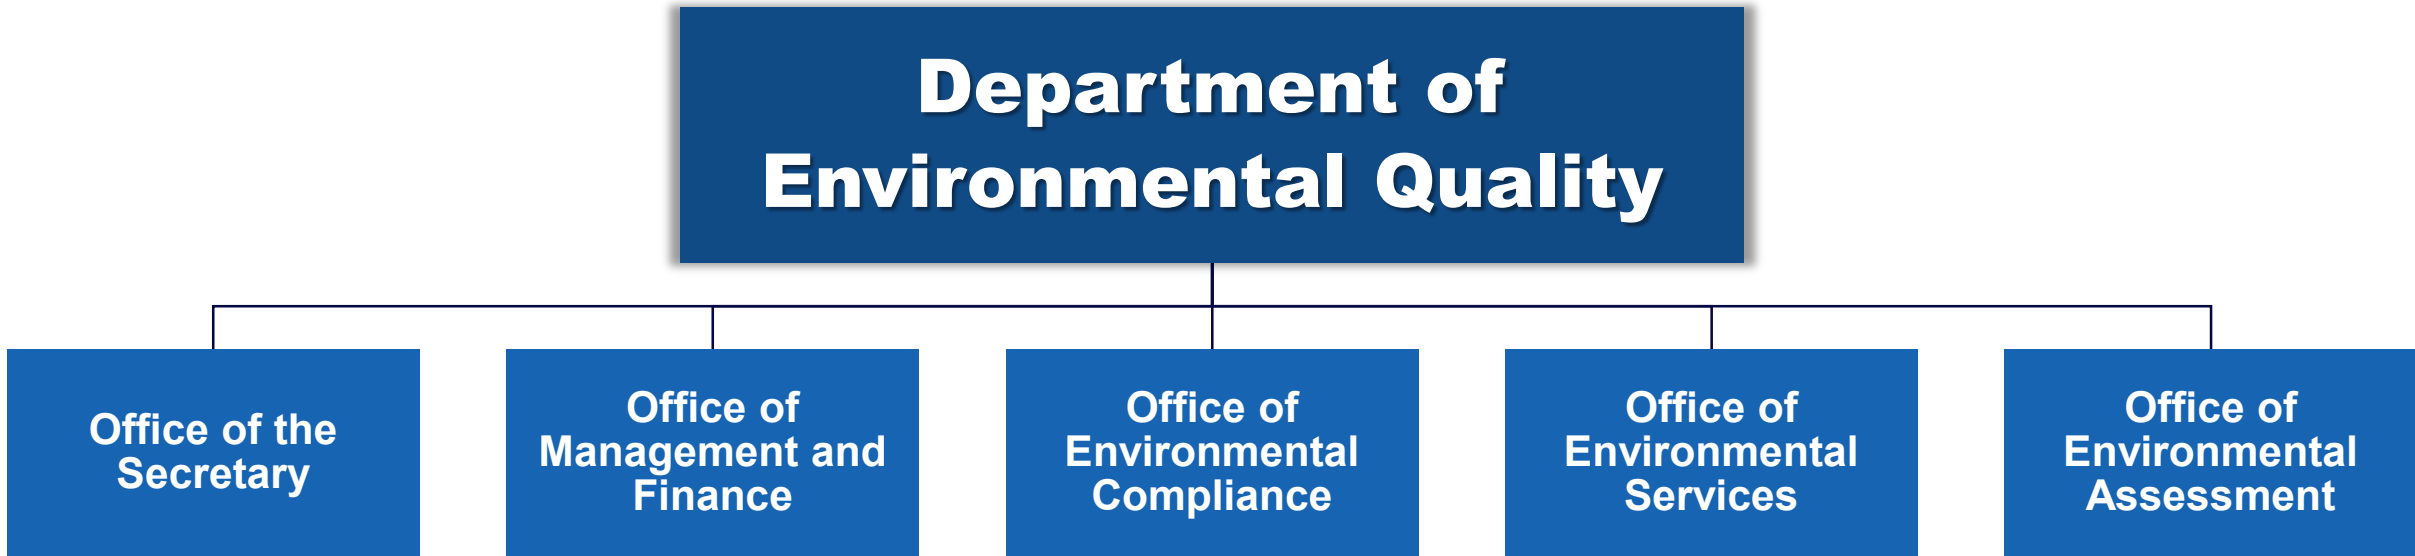 Department of
Environmental Quality
Office of the
Secretary
Office of
Management and
Finance
Office of
Environmental
Compliance
Office of
Environmental
Services
Office of
Environmental
Assessment